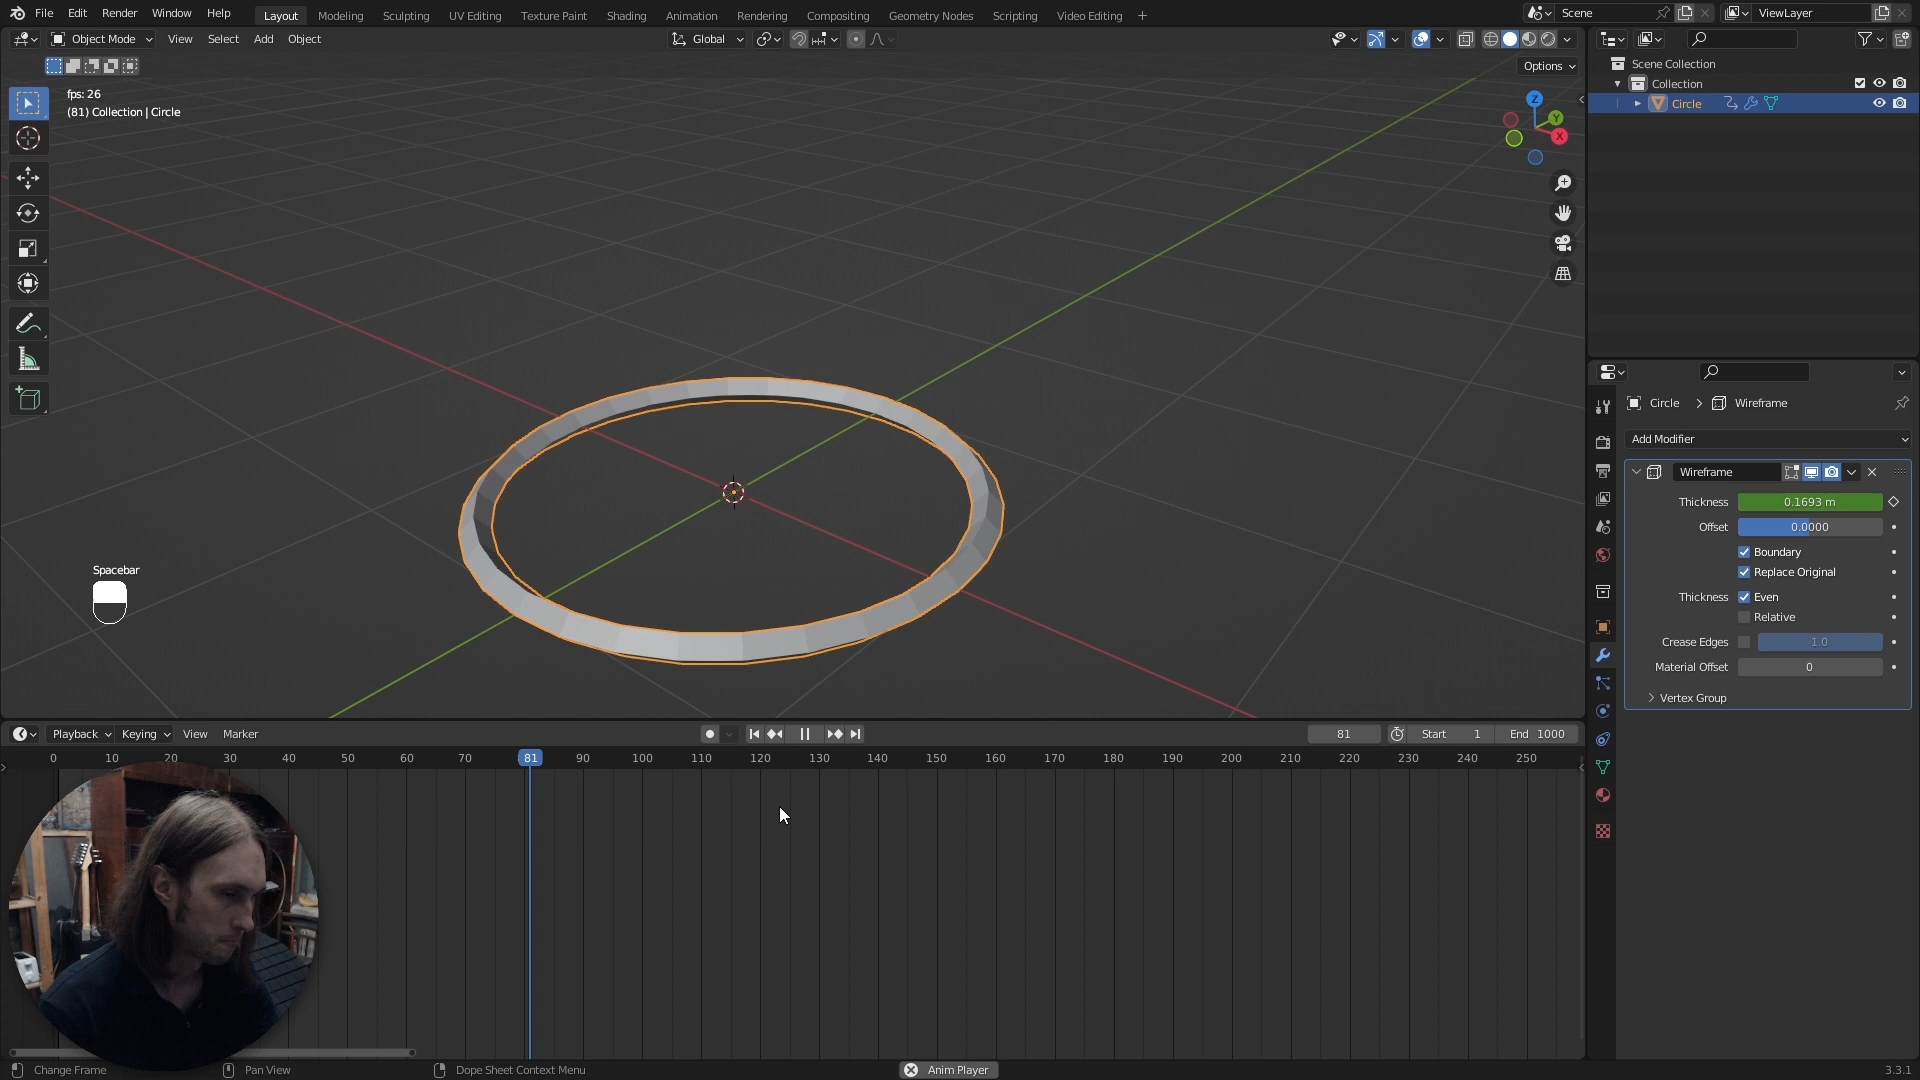 File Edit Render Window Help Layout Modeling Sculpting UV Editing Texture Paint Shading Animation Rendering Compositing Geometry Nodes Scripting Video Editing + Scene ViewLayer
Object Mode View Select Add Object Global
Options
fps: 26
(81) Collection | Circle
Z
Y
X
Spacebar
Scene Collection
Collection
Circle
Circle > Wireframe
Add Modifier
Wireframe
Thickness 0.1693 m
Offset 0.0000
Boundary
Replace Original
Thickness Even
Relative
Crease Edges 1.0
Material Offset 0
Vertex Group
Playback Keying View Marker 81 Start 1 End 1000
0 10 20 30 40 50 60 70 81 90 100 110 120 130 140 150 160 170 180 190 200 210 220 230 240 250
Change Frame Pan View Dope Sheet Context Menu Anim Player 3.3.1